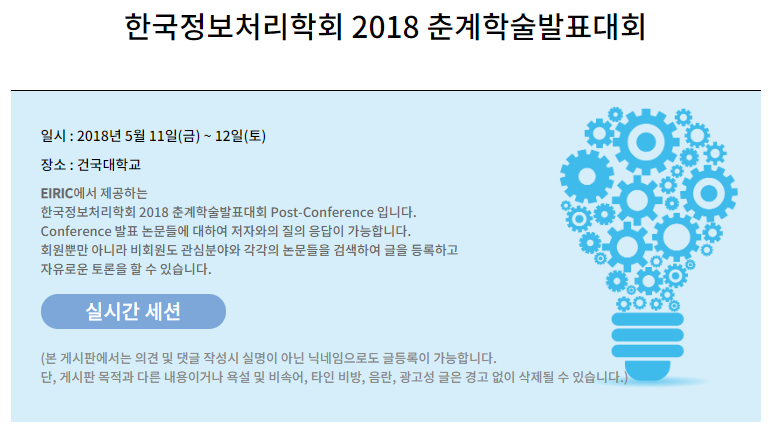 한국정보처리학회 2018 춘계학술발표대회
일시 : 2018년 5월 11일(금) ~ 12일(토)
장소 : 건국대학교
EIRIC에서 제공하는
한국정보처리학회 2018 춘계학술발표대회 Post-Conference 입니다.
Conference 발표 논문들에 대하여 저자와의 질의 응답이 가능합니다.
회원뿐만 아니라 비회원도 관심분야와 각각의 논문들을 검색하여 글을 등록하고
자유로운 토론을 할 수 있습니다.
실시간 세션
(본 게시판에서는 의견 및 댓글 작성시 실명이 아닌 닉네임으로도 글등록이 가능합니다.
단, 게시판 목적과 다른 내용이거나 욕설 및 비속어, 타인 비방, 음란, 광고성 글은 경고 없이 삭제될 수 있습니다.)